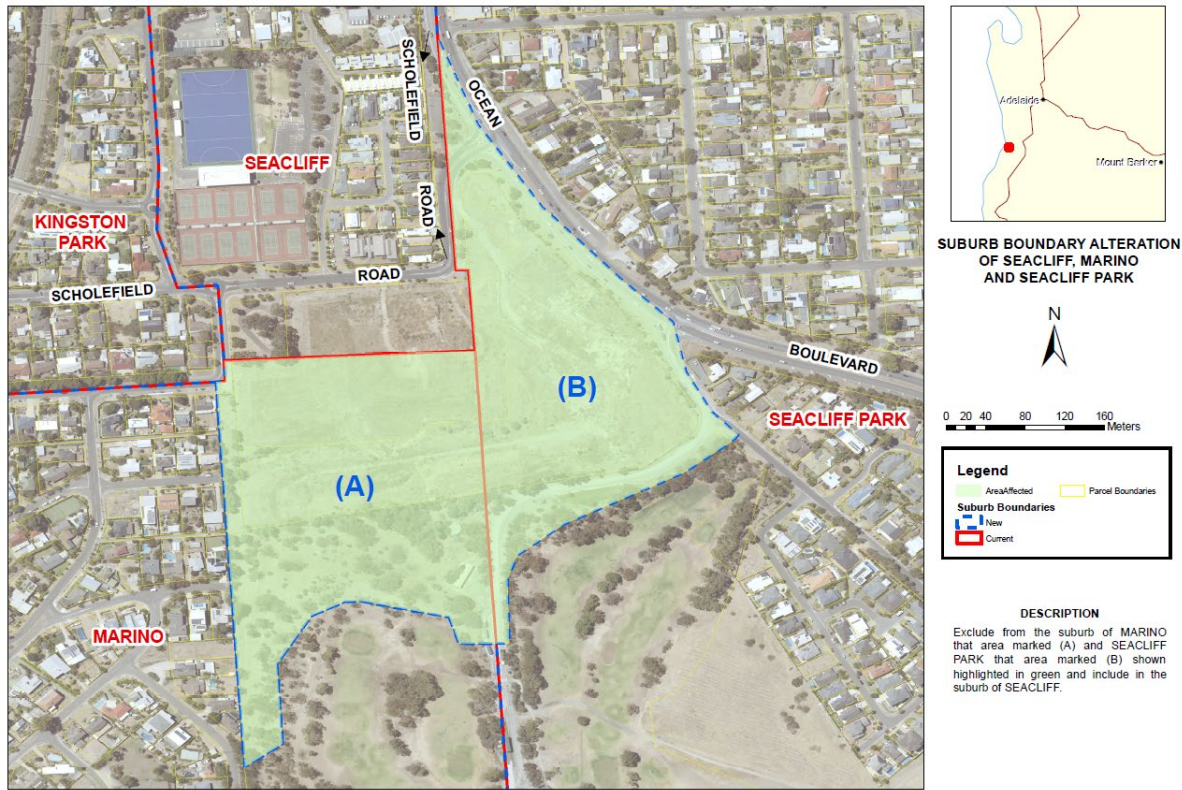 SCHOLEFIELD
ROAD
OCEAN
SEACLIFF
KINGSTON
PARK
SCHOLEFIELD
ROAD
BOULEVARD
(B)
SEACLIFF PARK
(A)
MARINO
Adelaide
Mount Barker
SUBURB BOUNDARY ALTERATION
OF SEACLIFF, MARINO
AND SEACLIFF PARK
N
0 20 40 80 120 160
Meters
Legend
AreaAffected
Parcel Boundaries
Suburb Boundaries
New
Current
DESCRIPTION
Exclude from the suburb of MARINO
that area marked (A) and SEACLIFF
PARK that area marked (B) shown
highlighted in green and include in the
suburb of SEACLIFF.